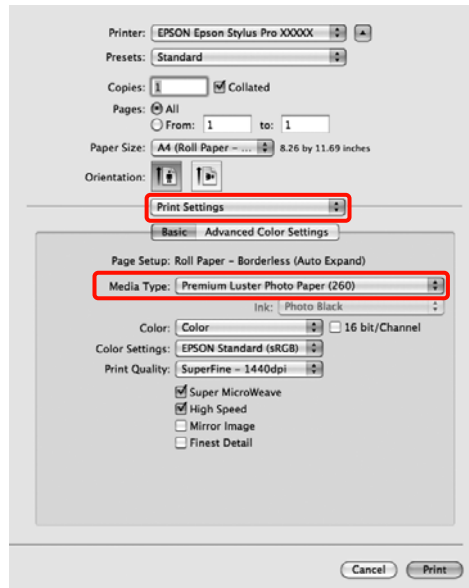 Printer: EPSON Epson Stylus Pro XXXXX
Presets: Standard
Copies: 1 Collated
Pages: All
From: 1 to: 1
Paper Size: A4 (Roll Paper – ... 8.26 by 11.69 inches
Orientation:
Print Settings
Basic Advanced Color Settings
Page Setup: Roll Paper – Borderless (Auto Expand)
Media Type: Premium Luster Photo Paper (260)
Ink: Photo Black
Color: Color 16 bit/Channel
Color Settings: EPSON Standard (sRGB)
Print Quality: SuperFine – 1440dpi
Super MicroWeave
High Speed
Mirror Image
Finest Detail
Cancel Print